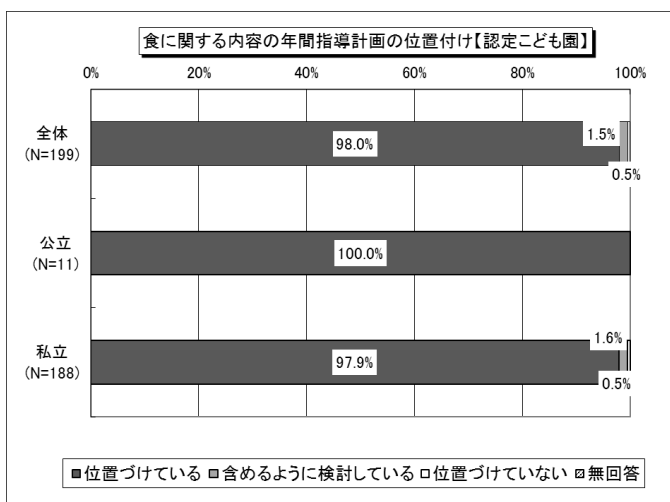 食に関する内容の年間指導計画の位置付け【認定こども園】
0% 20% 40% 60% 80% 100%
全体
(N=199)
98.0%
1.5%
0.5%
公立
(N=11)
100.0%
私立
(N=188)
97.9%
1.6%
0.5%
位置づけている 含めるように検討している 位置づけていない 無回答